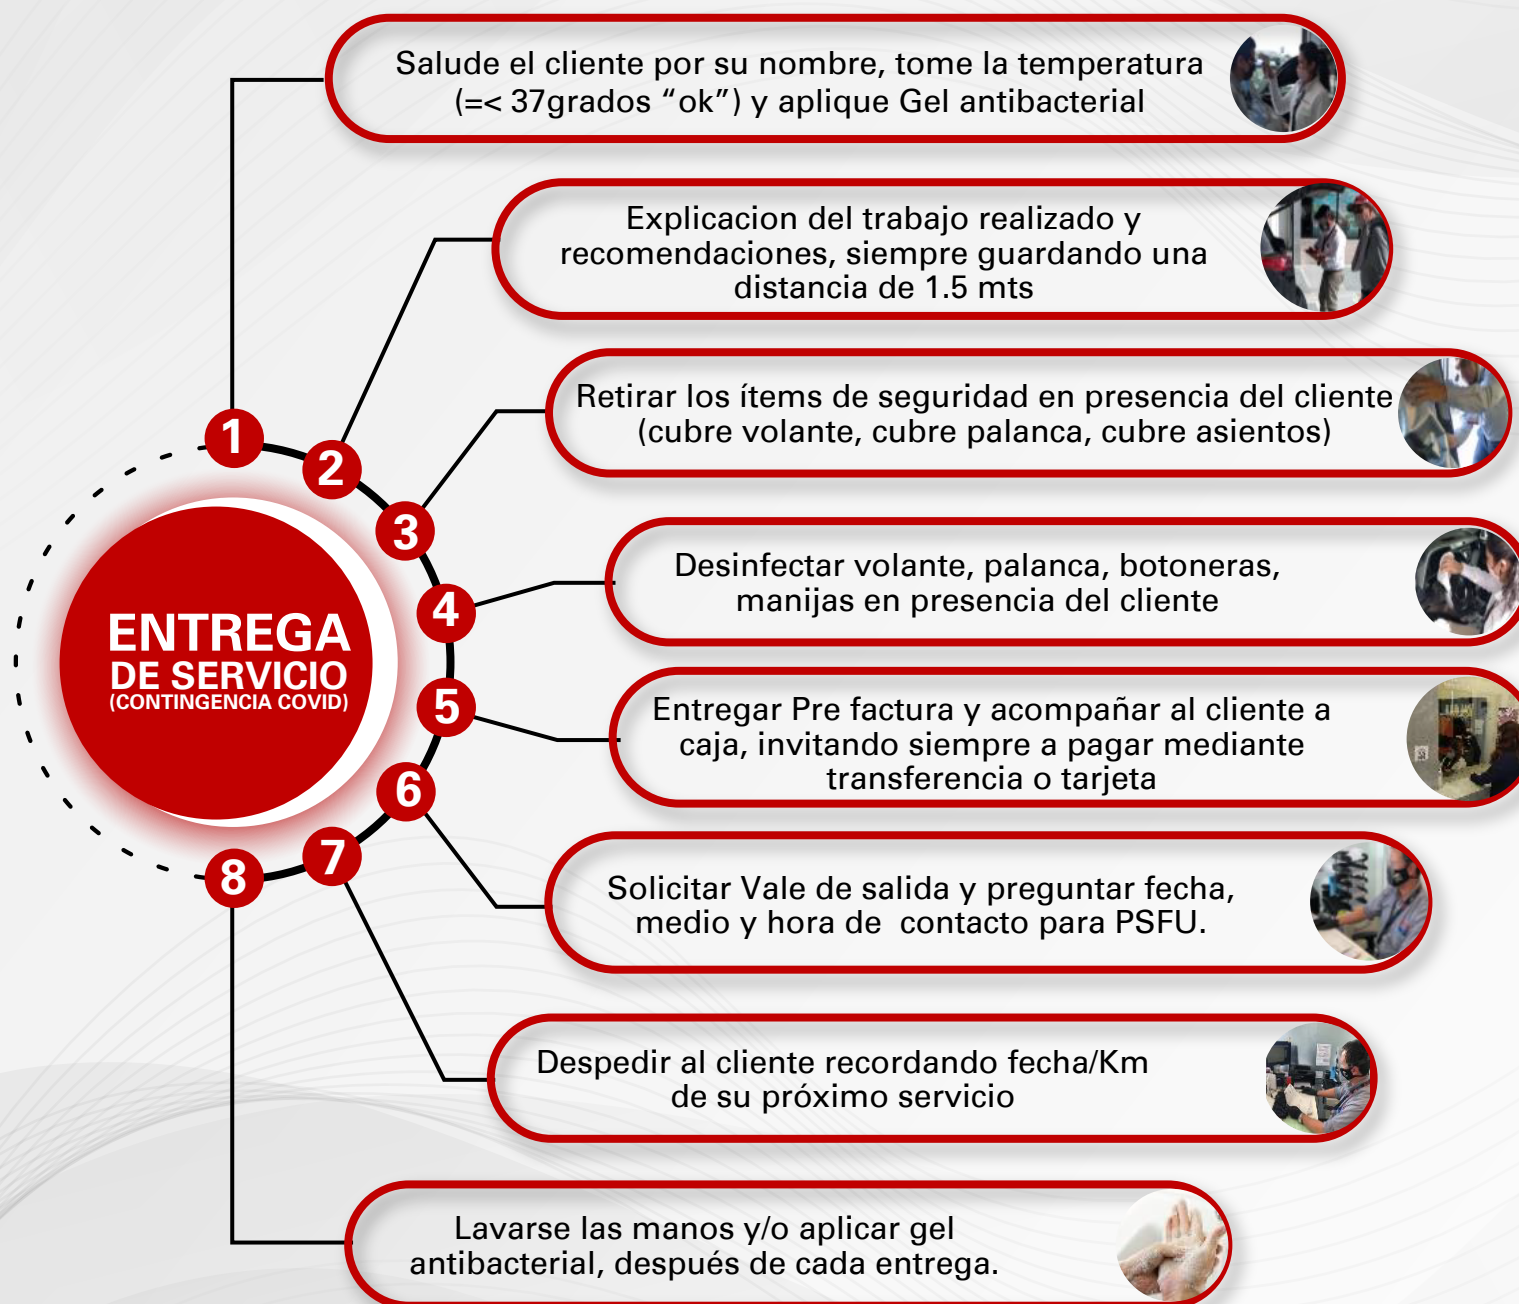 Salude el cliente por su nombre, tome la temperatura
(=< 37grados “ok”) y aplique Gel antibacterial
Explicacion del trabajo realizado y
recomendaciones, siempre guardando una
distancia de 1.5 mts
Retirar los ítems de seguridad en presencia del cliente
(cubre volante, cubre palanca, cubre asientos)
Desinfectar volante, palanca, botoneras,
manijas en presencia del cliente
Entregar Pre factura y acompañar al cliente a
caja, invitando siempre a pagar mediante
transferencia o tarjeta
Solicitar Vale de salida y preguntar fecha,
medio y hora de contacto para PSFU.
Despedir al cliente recordando fecha/Km
de su próximo servicio
Lavarse las manos y/o aplicar gel
antibacterial, después de cada entrega.
1
2
3
4
5
6
7
8
ENTREGA
DE SERVICIO
(CONTINGENCIA COVID)